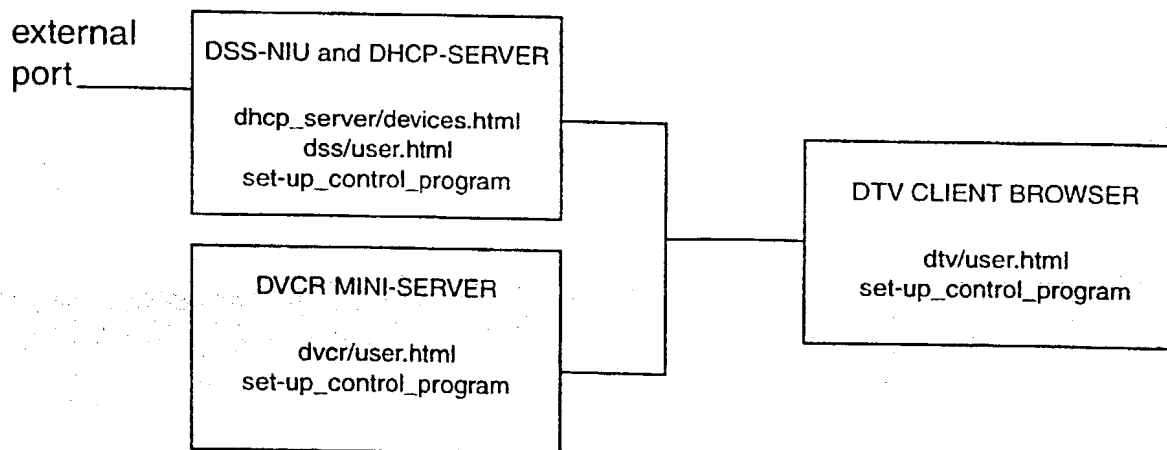 external
port
DSS-NIU and DHCP-SERVER
dhcp_server/devices.html
dss/user.html
set-up_control_program
DVCR MINI-SERVER
dvcr/user.html
set-up_control_program
DTV CLIENT BROWSER
dtv/user.html
set-up_control_program